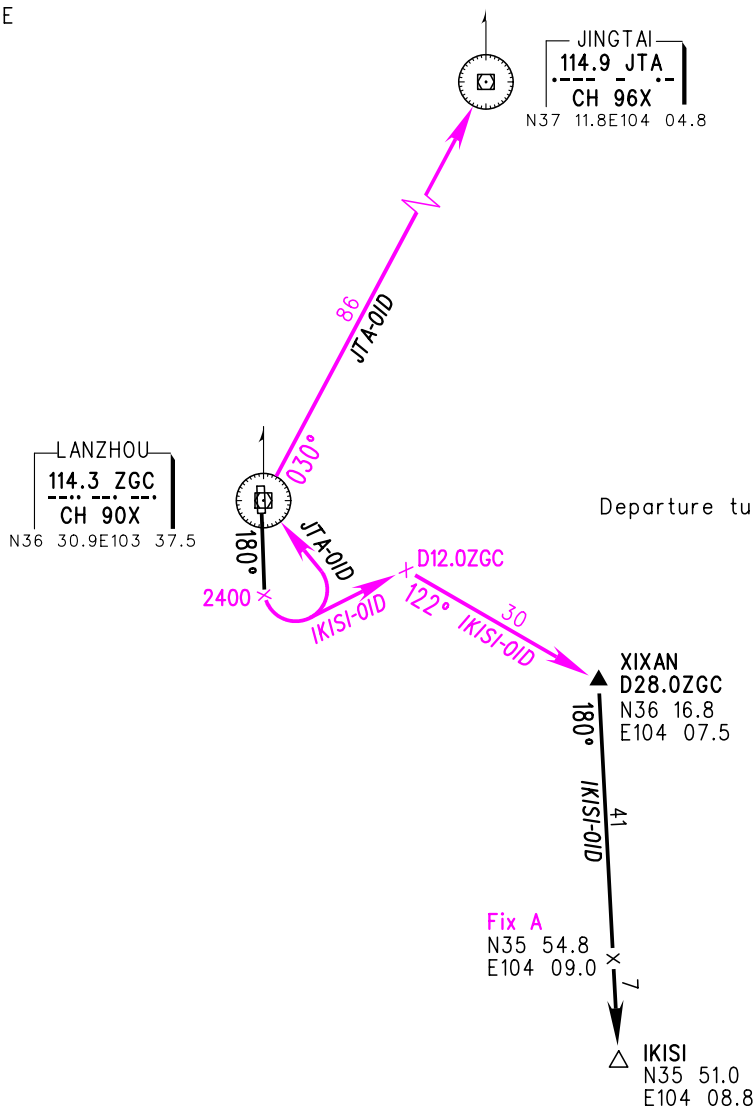 E
JINGTAI
114.9 JTA
CH 96X
N37 11.8E104 04.8
86
JTA-01D
030°
LANZHOU
114.3 ZGC
CH 90X
N36 30.9E103 37.5
Departure tu
180°
JTA-01D
2400
D12.0ZGC
IKISI-01D
122°
IKISI-01D
30
XIXAN
D28.0ZGC
N36 16.8
E104 07.5
180°
IKISI-01D
41
Fix A
N35 54.8
E104 09.0
7
IKISI
N35 51.0
E104 08.8